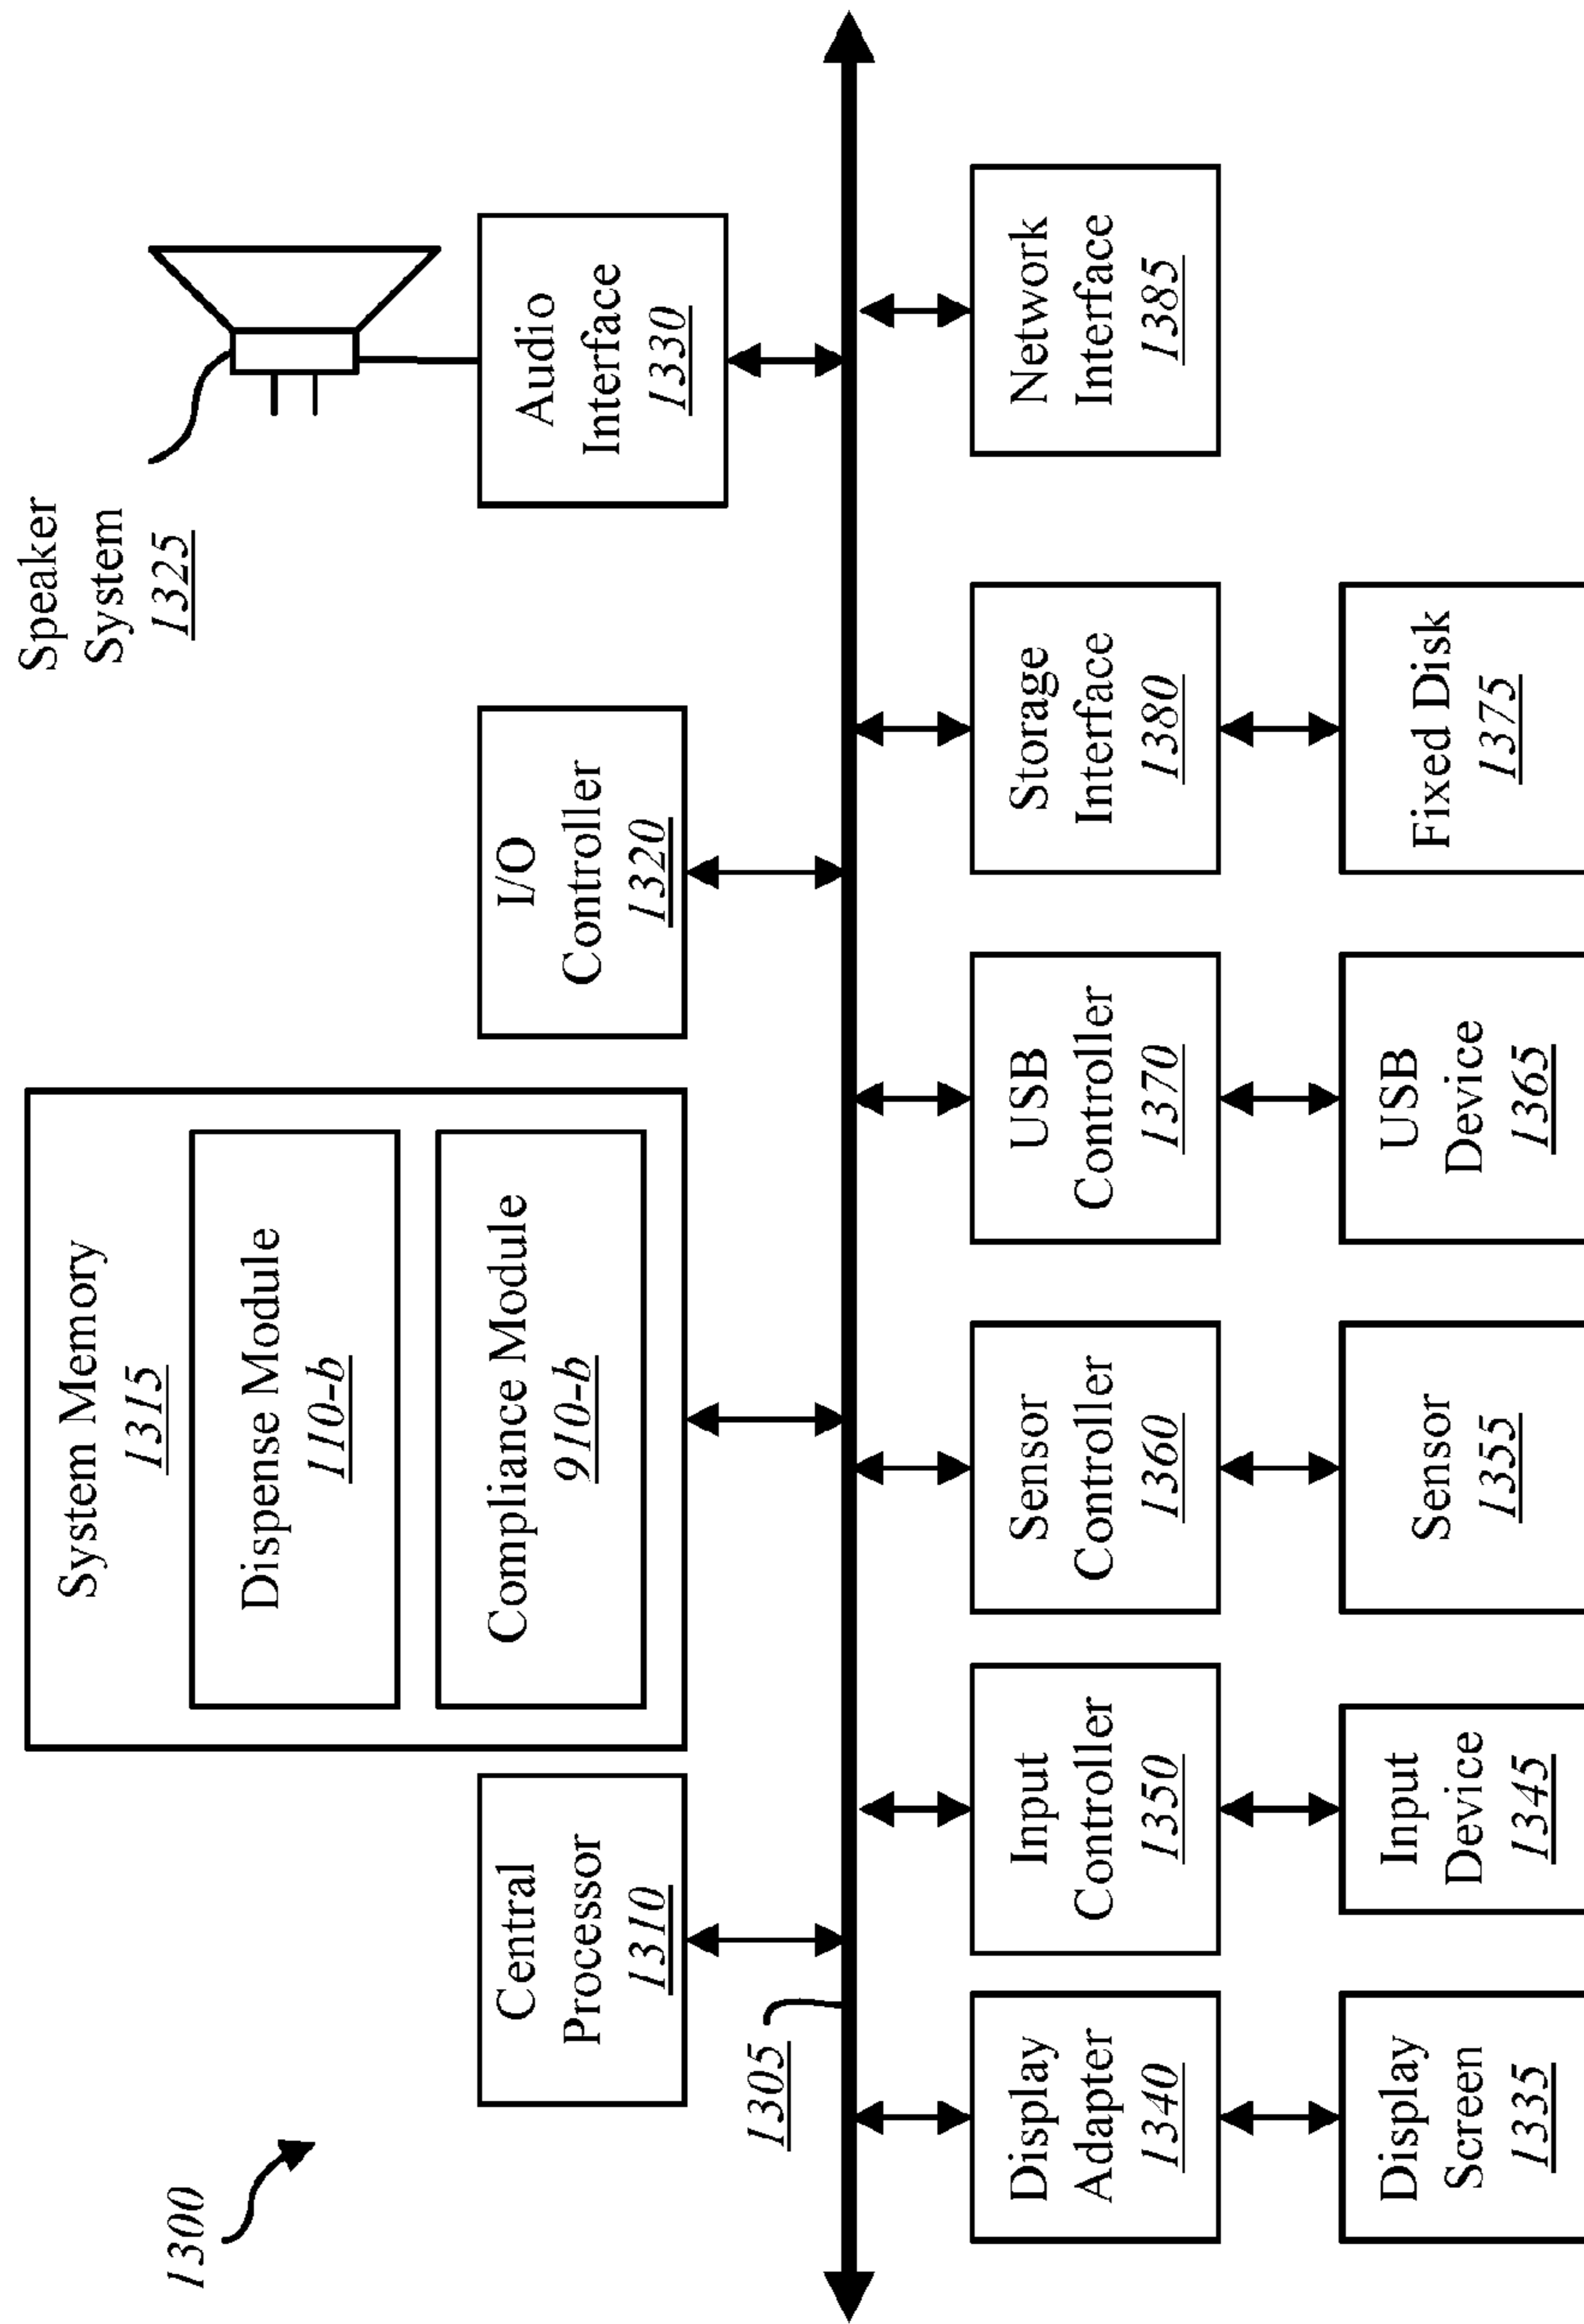 1300
Central
Processor
1310
System Memory
1315
Dispense Module
110-b
Compliance Module
910-b
I/O
Controller
1320
Speaker
System
1325
Audio
Interface
1330
1305
Display
Adapter
1340
Input
Controller
1350
Sensor
Controller
1360
USB
Controller
1370
Storage
Interface
1380
Network
Interface
1385
Display
Screen
1335
Input
Device
1345
Sensor
1355
USB
Device
1365
Fixed Disk
1375